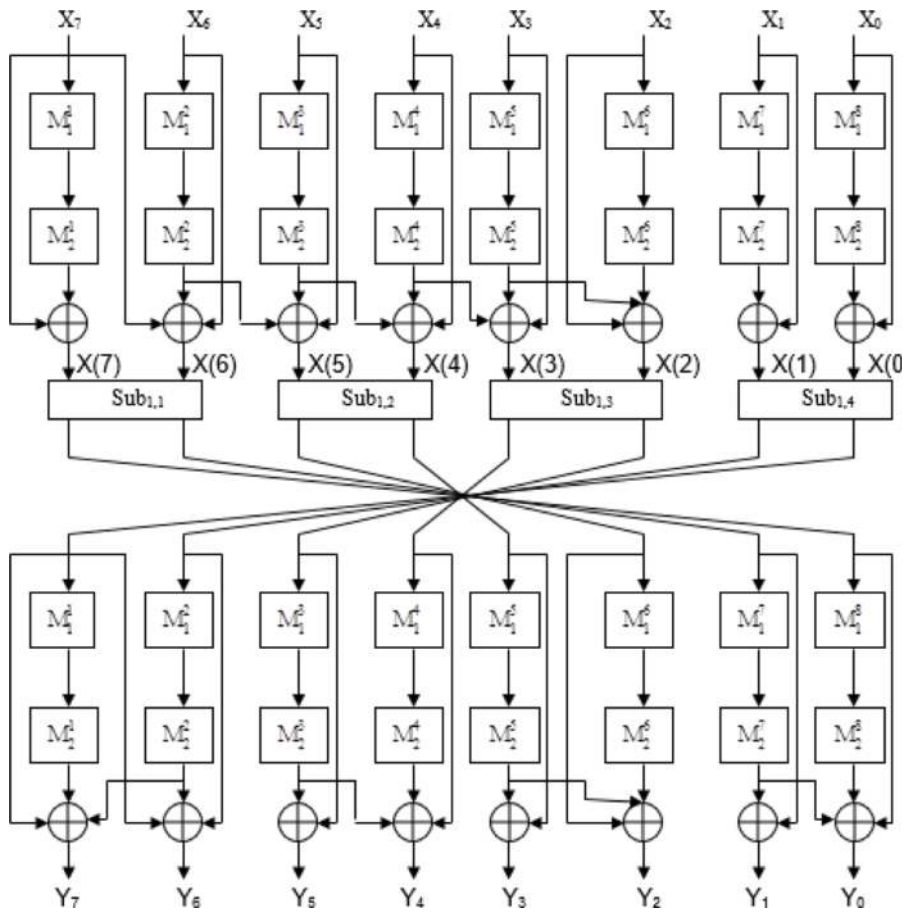 X₇ X₆ X₅ X₄ X₃ X₂ X₁ X₀
M₁¹ M₁² M₁³ M₁⁴ M₁⁵ M₁⁶ M₁⁷ M₁⁸
M₂¹ M₂² M₂³ M₂⁴ M₂⁵ M₂⁶ M₂⁷ M₂⁸
X(7) X(6) X(5) X(4) X(3) X(2) X(1) X(0
Sub₁,₁ Sub₁,₂ Sub₁,₃ Sub₁,₄
M₁¹ M₁² M₁³ M₁⁴ M₁⁵ M₁⁶ M₁⁷ M₁⁸
M₂¹ M₂² M₂³ M₂⁴ M₂⁵ M₂⁶ M₂⁷ M₂⁸
Y₇ Y₆ Y₅ Y₄ Y₃ Y₂ Y₁ Y₀